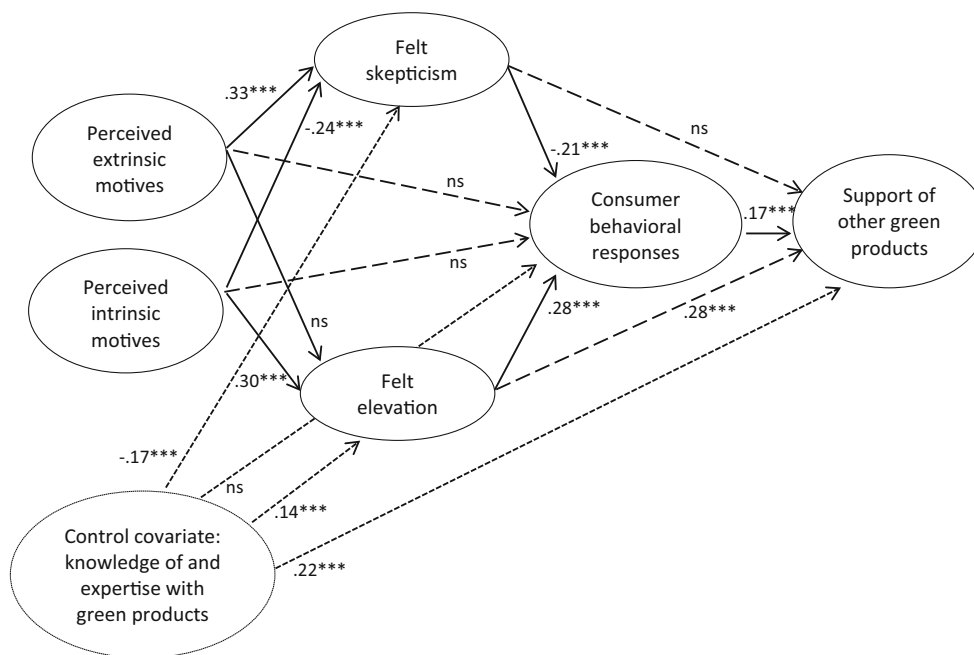 Felt
skepticism
.33***
-.24***
Perceived
extrinsic
motives
ns
-.21***
ns
Consumer
behavioral
responses
.17***
Support of
other green
products
Perceived
intrinsic
motives
ns
ns
.28***
.28***
.30***
Felt
elevation
-.17***
ns
.14***
.22***
Control covariate:
knowledge of and
expertise with
green products